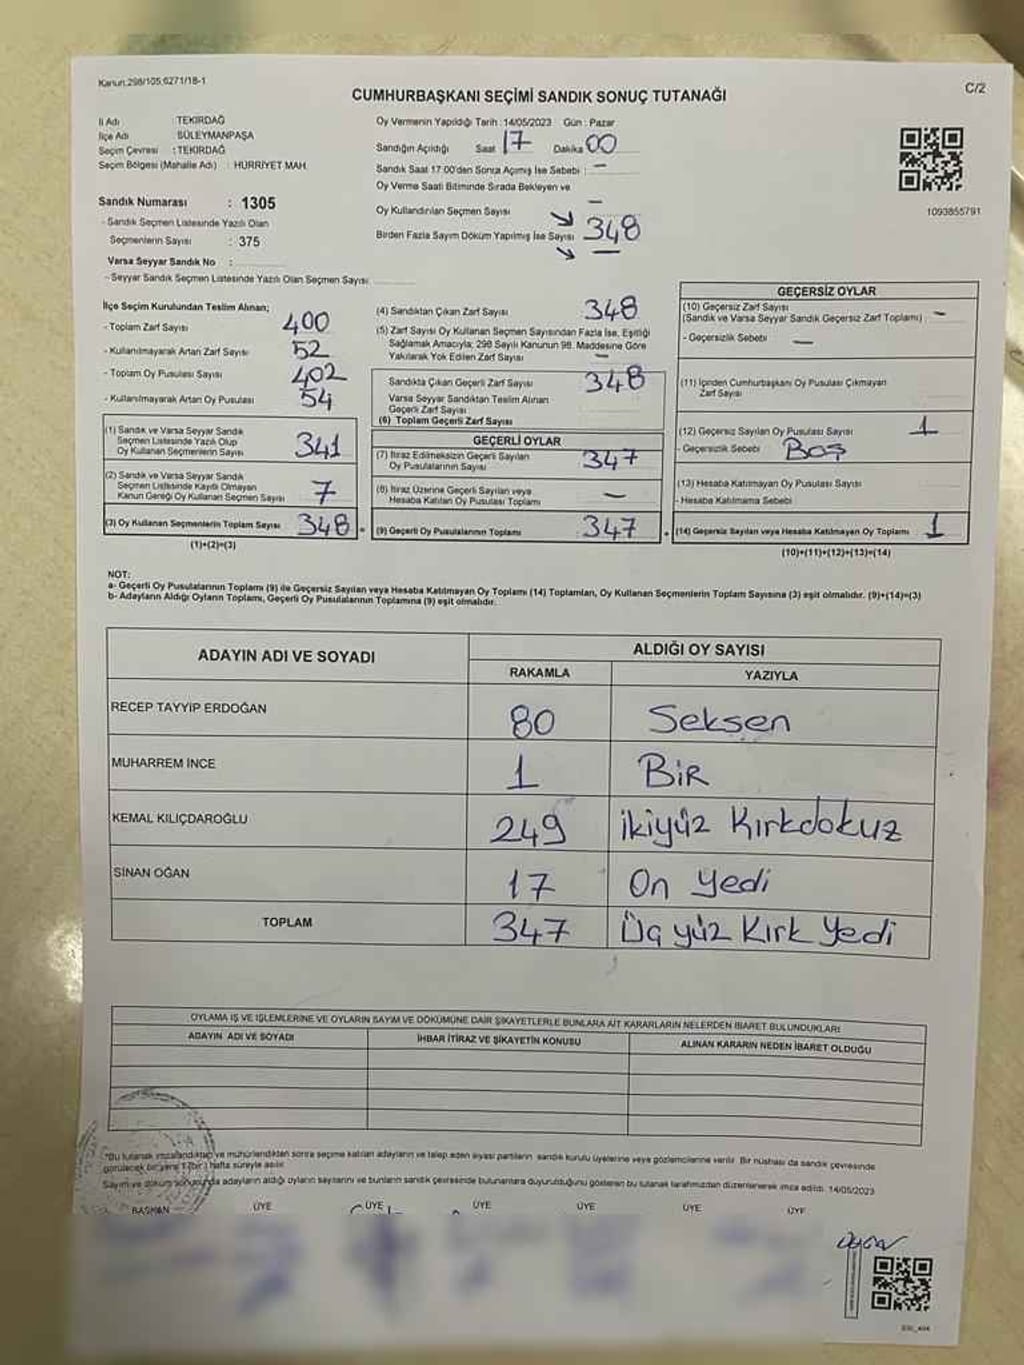 Kanun:298/105,6271/18-1
C/2
CUMHURBAŞKANI SEÇİMİ SANDIK SONUÇ TUTANAĞI
İl Adı : TEKİRDAĞ
İlçe Adı : SÜLEYMANPAŞA
Seçim Çevresi : TEKİRDAĞ
Seçim Bölgesi (Mahalle Adı) : HÜRRİYET MAH.
Sandık Numarası : 1305
- Sandık Seçmen Listesinde Yazılı Olan
Seçmenlerin Sayısı : 375
Varsa Seyyar Sandık No :
- Seyyar Sandık Seçmen Listesinde Yazılı Olan Seçmen Sayısı
Oy Vermenin Yapıldığı Tarih : 14/05/2023 Gün : Pazar
Sandığın Açıldığı Saat 17 Dakika 00
Sandık Saat 17:00'den Sonra Açılmış İse Sebebi : —
Oy Verme Saati Bitiminde Sırada Bekleyen ve
Oy Kullandırılan Seçmen Sayısı —
Birden Fazla Sayım Döküm Yapılmış İse Sayısı 348
—
1093855791
İlçe Seçim Kurulundan Teslim Alınan;
- Toplam Zarf Sayısı 400
- Kullanılmayarak Artan Zarf Sayısı 52
- Toplam Oy Pusulası Sayısı 402
- Kullanılmayarak Artan Oy Pusulası 54
(1) Sandık ve Varsa Seyyar Sandık
Seçmen Listesinde Yazılı Olup
Oy Kullanan Seçmenlerin Sayısı 341
(2) Sandık ve Varsa Seyyar Sandık
Seçmen Listesinde Kayıtlı Olmayan
Kanun Gereği Oy Kullanan Seçmen Sayısı 7
(3) Oy Kullanan Seçmenlerin Toplam Sayısı 348
(1)+(2)=(3)
(4) Sandıktan Çıkan Zarf Sayısı 348
(5) Zarf Sayısı Oy Kullanan Seçmen Sayısından Fazla İse, Eşitliği
Sağlamak Amacıyla; 298 Sayılı Kanunun 98. Maddesine Göre
Yakılarak Yok Edilen Zarf Sayısı —
Sandıkta Çıkan Geçerli Zarf Sayısı 348
Varsa Seyyar Sandıktan Teslim Alınan
Geçerli Zarf Sayısı
(6) Toplam Geçerli Zarf Sayısı
GEÇERLİ OYLAR
(7) İtiraz Edilmeksizin Geçerli Sayılan
Oy Pusulalarının Sayısı 347
(8) İtiraz Üzerine Geçerli Sayılan veya
Hesaba Katılan Oy Pusulası Toplamı —
(9) Geçerli Oy Pusulalarının Toplamı 347
GEÇERSİZ OYLAR
(10) Geçersiz Zarf Sayısı
(Sandık ve Varsa Seyyar Sandık Geçersiz Zarf Toplamı) : —
- Geçersizlik Sebebi —
(11) İçinden Cumhurbaşkanı Oy Pusulası Çıkmayan
Zarf Sayısı
(12) Geçersiz Sayılan Oy Pusulası Sayısı 1
- Geçersizlik Sebebi Boş
(13) Hesaba Katılmayan Oy Pusulası Sayısı
- Hesaba Katılmama Sebebi
(14) Geçersiz Sayılan veya Hesaba Katılmayan Oy Toplamı 1
(10)+(11)+(12)+(13)=(14)
NOT:
a- Geçerli Oy Pusulalarının Toplamı (9) ile Geçersiz Sayılan veya Hesaba Katılmayan Oy Toplamı (14) Toplamları, Oy Kullanan Seçmenlerin Toplam Sayısına (3) eşit olmalıdır. (9)+(14)=(3)
b- Adayların Aldığı Oyların Toplamı, Geçerli Oy Pusulalarının Toplamına (9) eşit olmalıdır.
ADAYIN ADI VE SOYADI ALDIĞI OY SAYISI
RAKAMLA YAZIYLA
RECEP TAYYİP ERDOĞAN 80 Seksen
MUHARREM İNCE 1 Bir
KEMAL KILIÇDAROĞLU 249 ikiyüz Kırkdokuz
SİNAN OĞAN 17 On yedi
TOPLAM 347 Üç yüz Kırk Yedi
OYLAMA İŞ VE İŞLEMLERİNE VE OYLARIN SAYIM VE DÖKÜMÜNE DAİR ŞİKAYETLERLE BUNLARA AİT KARARLARIN NELERDEN İBARET BULUNDUKLARI
ADAYIN ADI VE SOYADI İHBAR İTİRAZ VE ŞİKAYETİN KONUSU ALINAN KARARIN NEDEN İBARET OLDUĞU
"Bu tutanak imzalandıktan ve mühürlendikten sonra seçime katılan adayların ve talep eden siyasi partilerin sandık kurulu üyelerine veya gözlemcilerine verilir. Bir nüshası da sandık çevresinde
görülecek bir yere 1 (bir) hafta süreyle asılır.
Sayım ve döküm sonucunda adayların aldığı oyların sayılarını ve bunların sandık çevresinde bulunanlara duyurulduğunu gösteren bu tutanak tarafımızdan düzenlenerek imza edildi. 14/05/2023
BAŞKAN ÜYE ÜYE ÜYE ÜYE ÜYE ÜYE